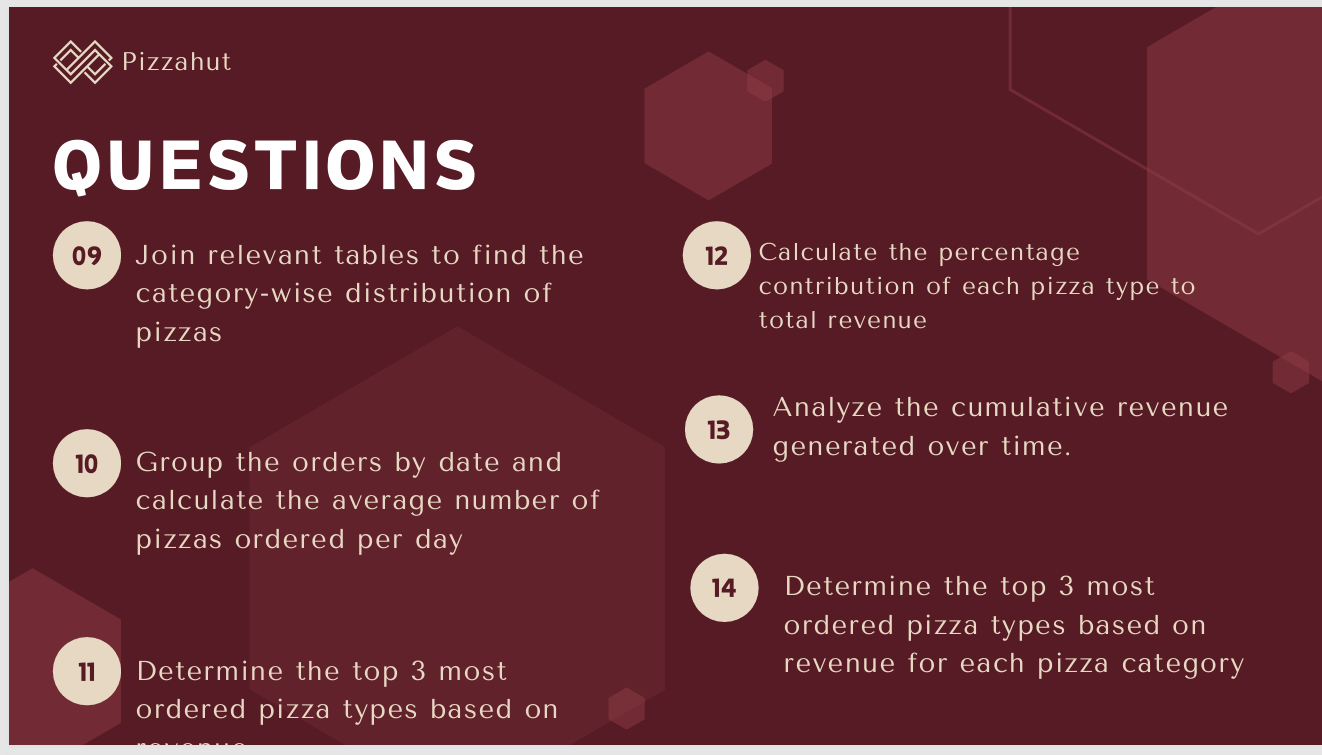 Pizzahut
QUESTIONS
09
Join relevant tables to find the
category-wise distribution of
pizzas
10
Group the orders by date and
calculate the average number of
pizzas ordered per day
11
Determine the top 3 most
ordered pizza types based on
12
Calculate the percentage
contribution of each pizza type to
total revenue
13
Analyze the cumulative revenue
generated over time.
14
Determine the top 3 most
ordered pizza types based on
revenue for each pizza category